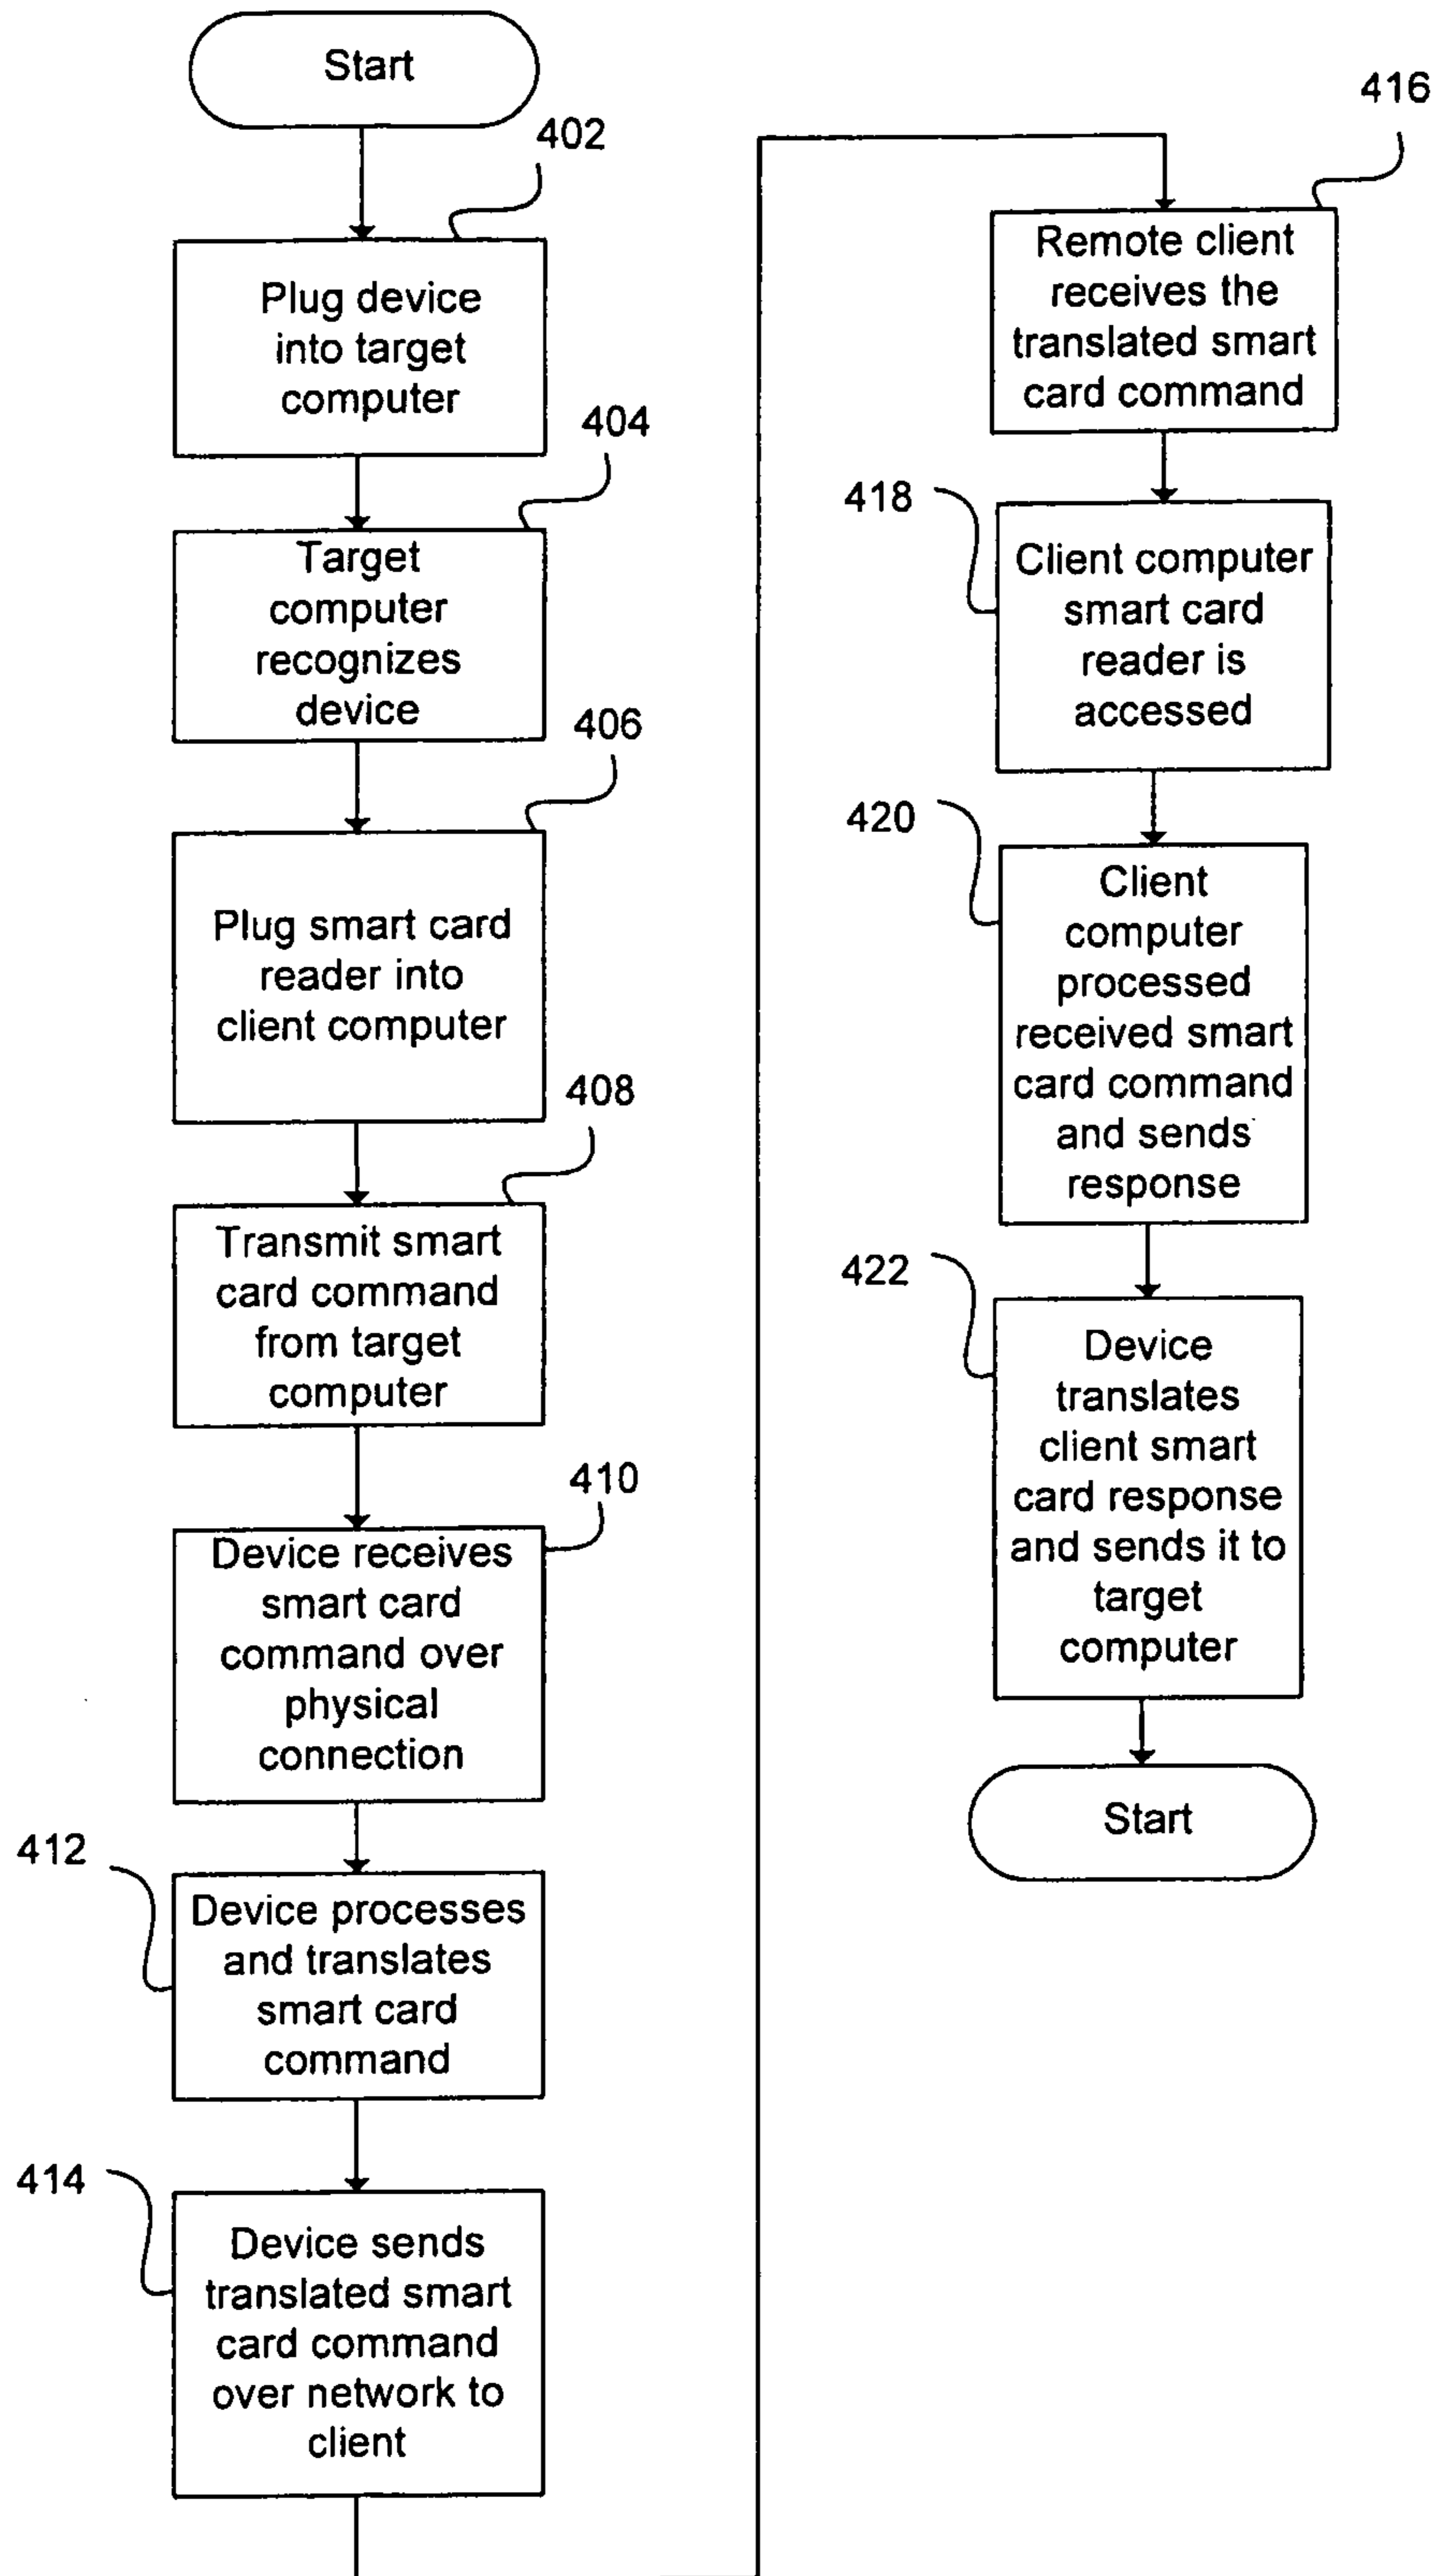 Start
402
Plug device
into target
computer
404
Target
computer
recognizes
device
406
Plug smart card
reader into
client computer
408
Transmit smart
card command
from target
computer
410
Device receives
smart card
command over
physical
connection
412
Device processes
and translates
smart card
command
414
Device sends
translated smart
card command
over network to
client
416
Remote client
receives the
translated smart
card command
418
Client computer
smart card
reader is
accessed
420
Client
computer
processed
received smart
card command
and sends
response
422
Device
translates
client smart
card response
and sends it to
target
computer
Start